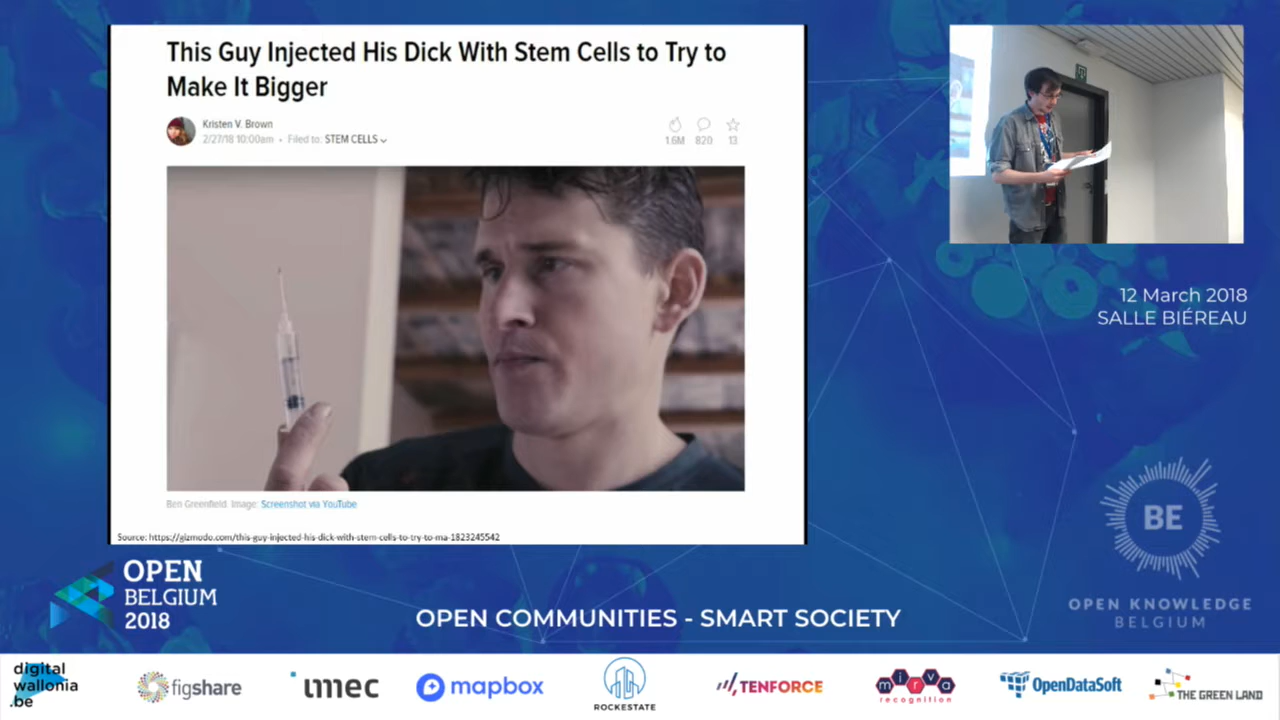 This Guy Injected His Dick With Stem Cells to Try to
Make It Bigger
Kristen V. Brown
2/27/18 10:00am • Filed to: STEM CELLS
1.6M 820 13
Ben Greenfield Image: Screenshot via YouTube
Source: https://gizmodo.com/this-guy-injected-his-dick-with-stem-cells-to-try-to-ma-1823245542
12 March 2018
SALLE BIÉREAU
BE
OPEN KNOWLEDGE
BELGIUM
OPEN
BELGIUM
2018
OPEN COMMUNITIES - SMART SOCIETY
digital
wallonia
.be
figshare
imec
mapbox
ROCKESTATE
TENFORCE
mirva
recognition
OpenDataSoft
THE GREEN LAND